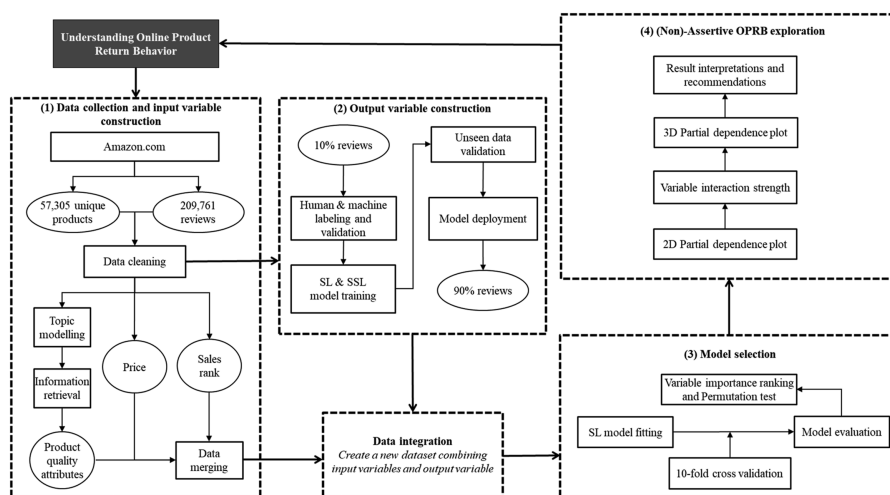 Understanding Online Product
Return Behavior
(1) Data collection and input variable
construction
Amazon.com
57,305 unique
products
209,761
reviews
Data cleaning
Topic
modelling
Information
retrieval
Product
quality
attributes
Price
Sales
rank
Data
merging
(2) Output variable construction
10% reviews
Human & machine
labeling and
validation
SL & SSL
model training
Unseen data
validation
Model deployment
90% reviews
Data integration
Create a new dataset combining
input variables and output variable
(3) Model selection
Variable importance ranking
and Permutation test
SL model fitting
Model evaluation
10-fold cross validation
(4) (Non)-Assertive OPRB exploration
Result interpretations and
recommendations
3D Partial dependence plot
Variable interaction strength
2D Partial dependence plot